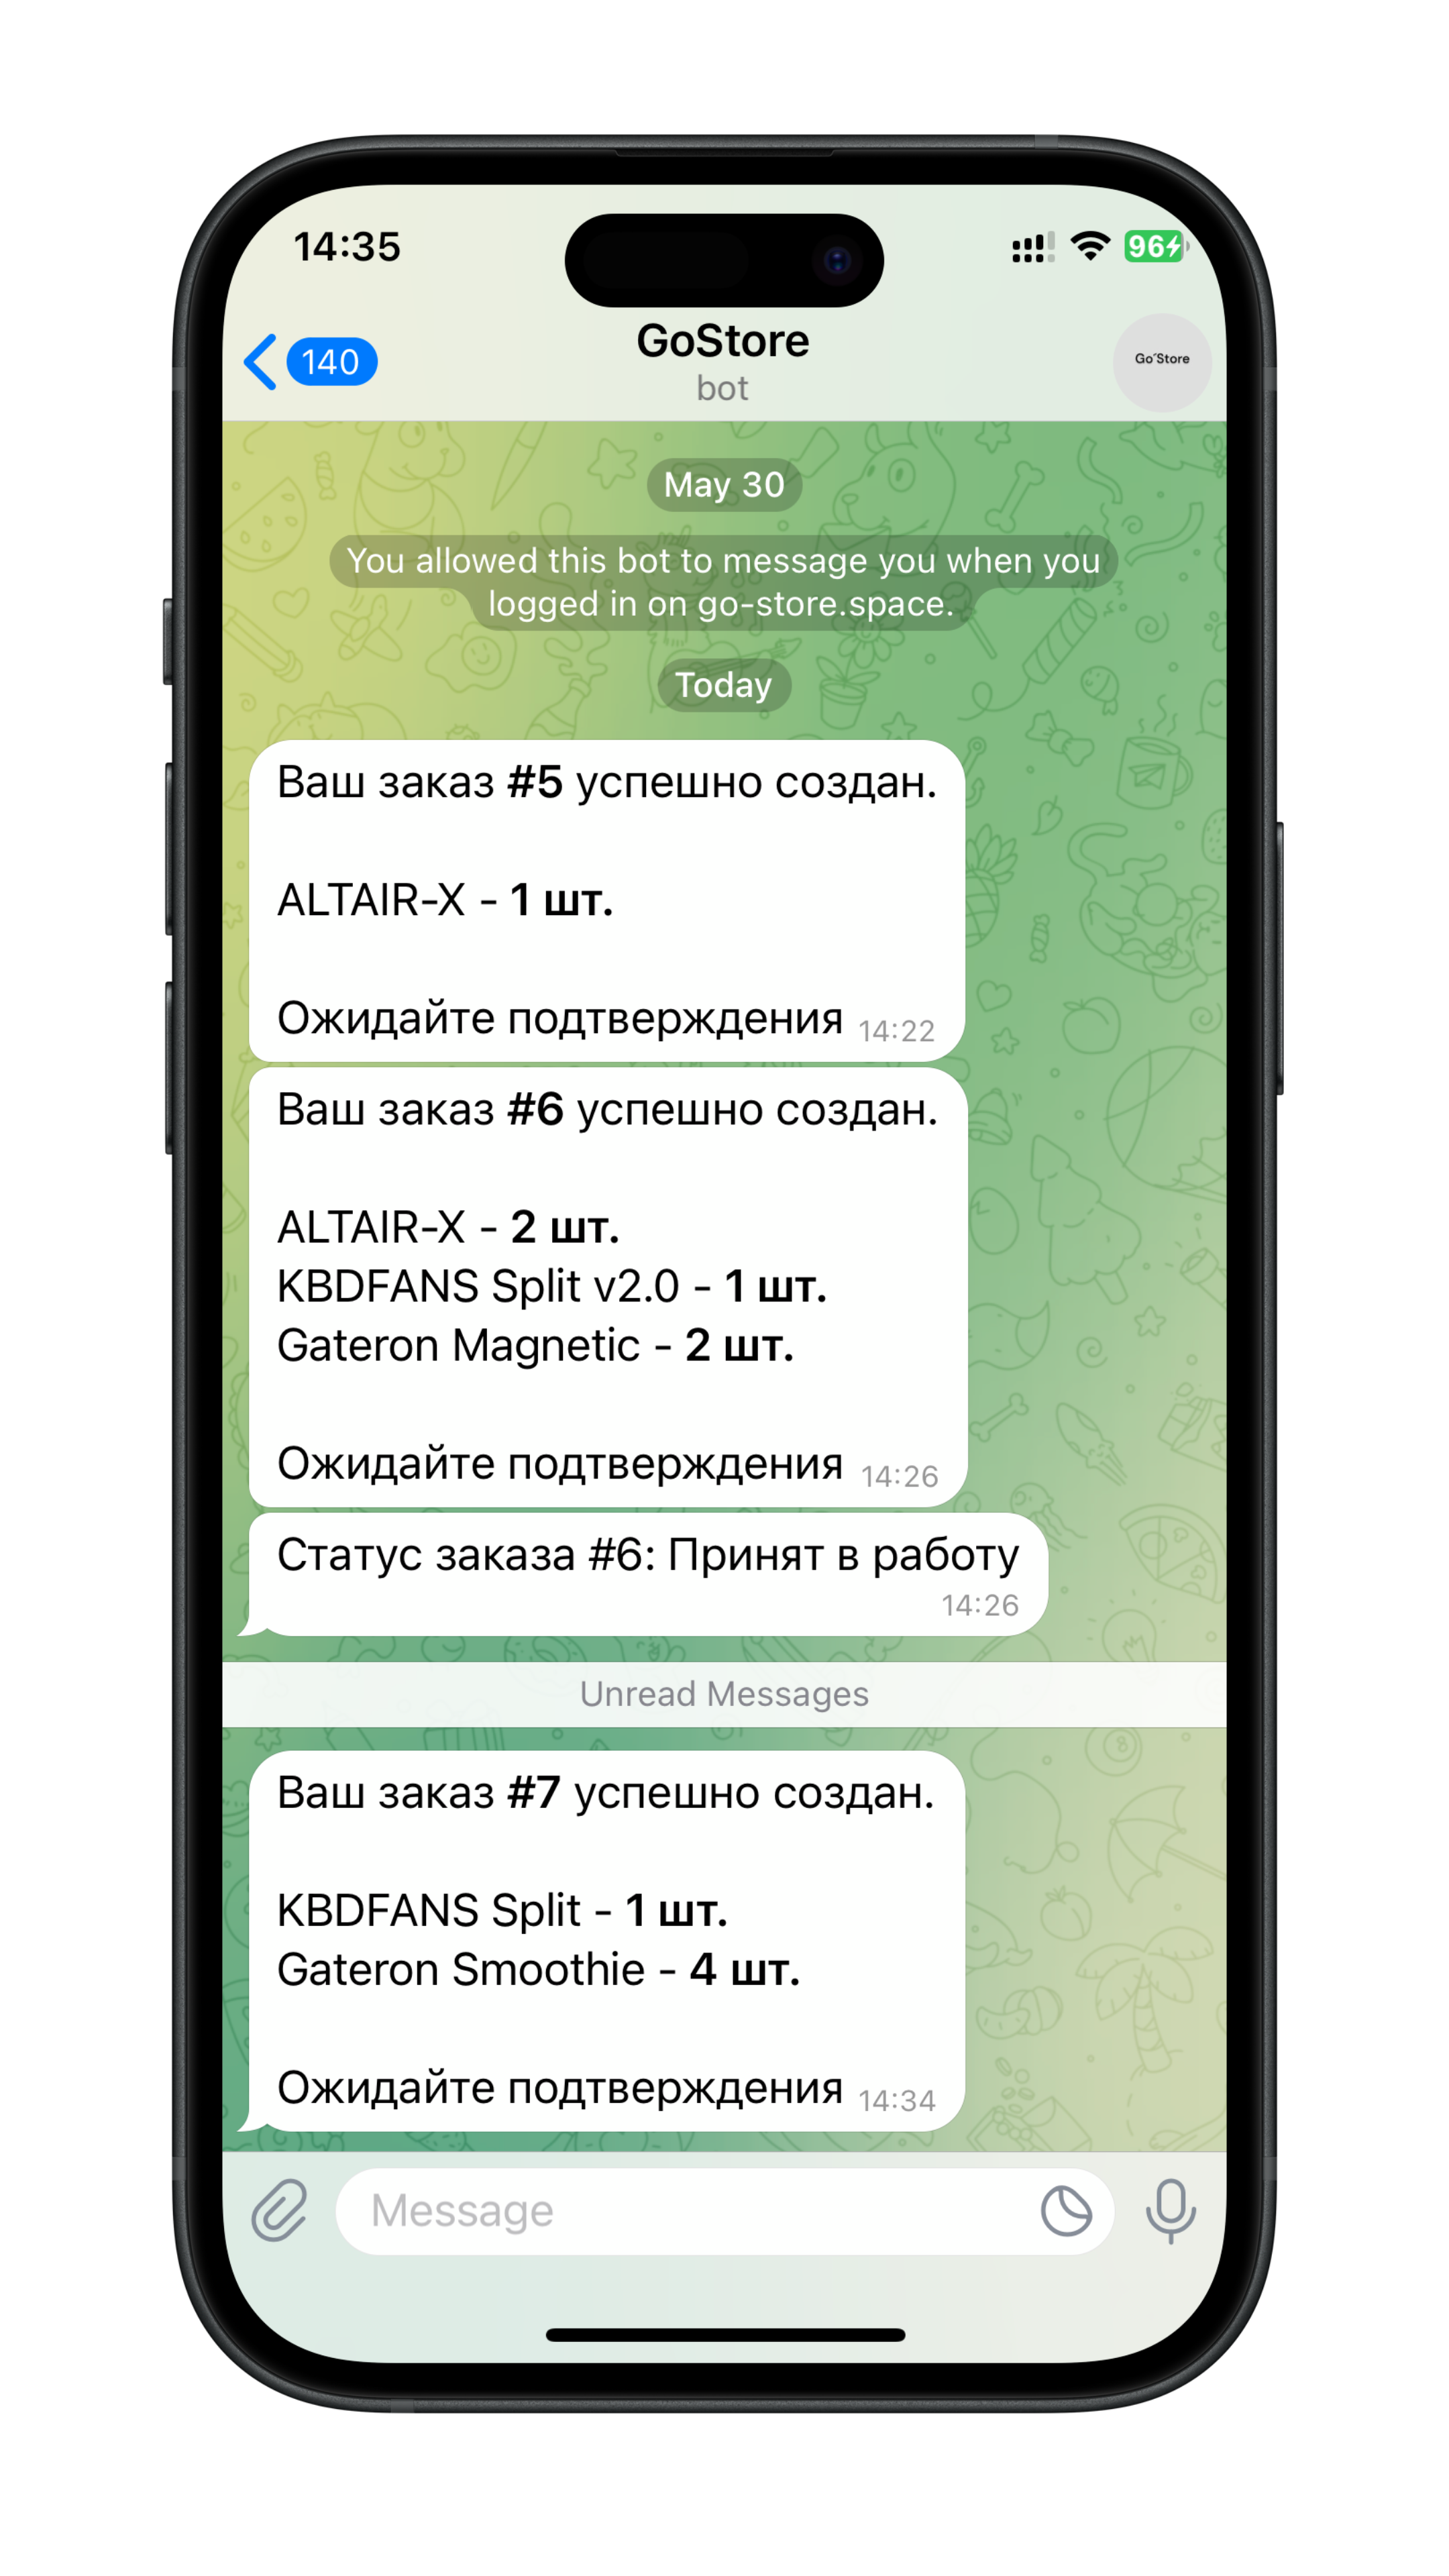 14:35
96
140
GoStore
bot
Go´Store
May 30
You allowed this bot to message you when you
logged in on go-store.space.
Today
Ваш заказ #5 успешно создан.
ALTAIR-X - 1 шт.
Ожидайте подтверждения 14:22
Ваш заказ #6 успешно создан.
ALTAIR-X - 2 шт.
KBDFANS Split v2.0 - 1 шт.
Gateron Magnetic - 2 шт.
Ожидайте подтверждения 14:26
Статус заказа #6: Принят в работу
14:26
Unread Messages
Ваш заказ #7 успешно создан.
KBDFANS Split - 1 шт.
Gateron Smoothie - 4 шт.
Ожидайте подтверждения 14:34
Message